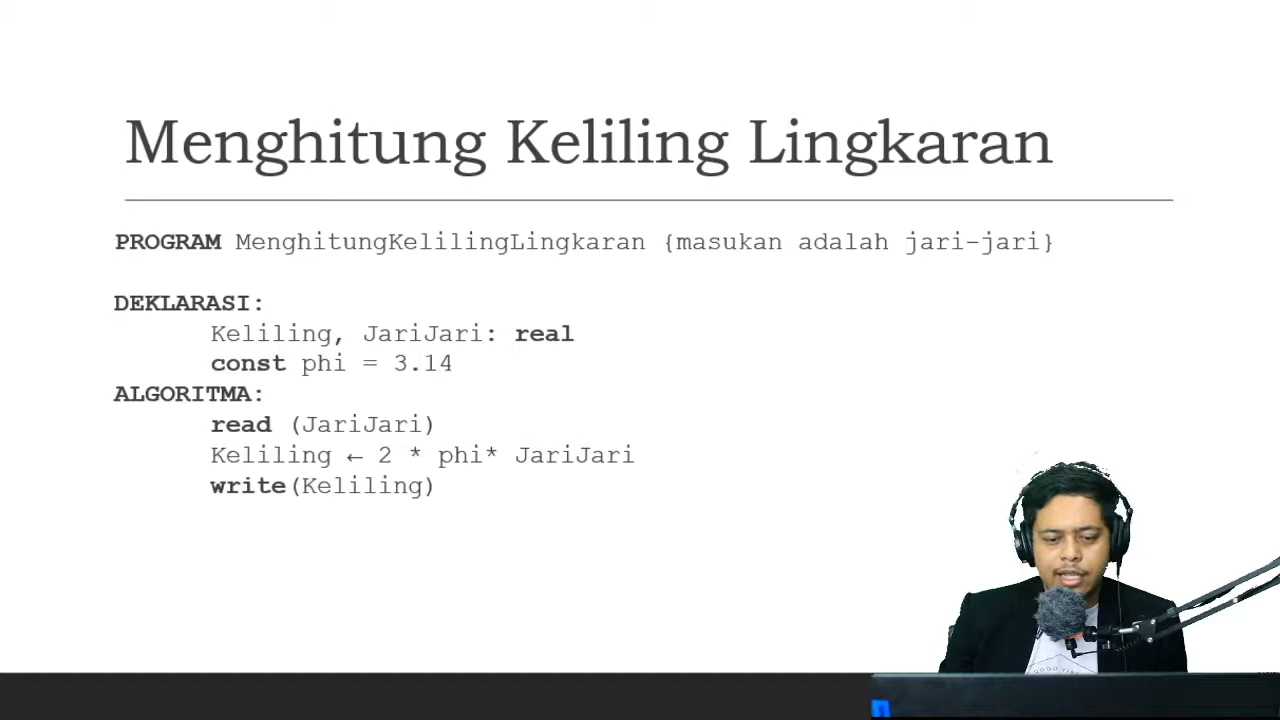 Menghitung Keliling Lingkaran
PROGRAM MenghitungKelilingLingkaran {masukan adalah jari-jari}
DEKLARASI:
Keliling, JariJari: real
const phi = 3.14
ALGORITMA:
read (JariJari)
Keliling ← 2 * phi* JariJari
write(Keliling)